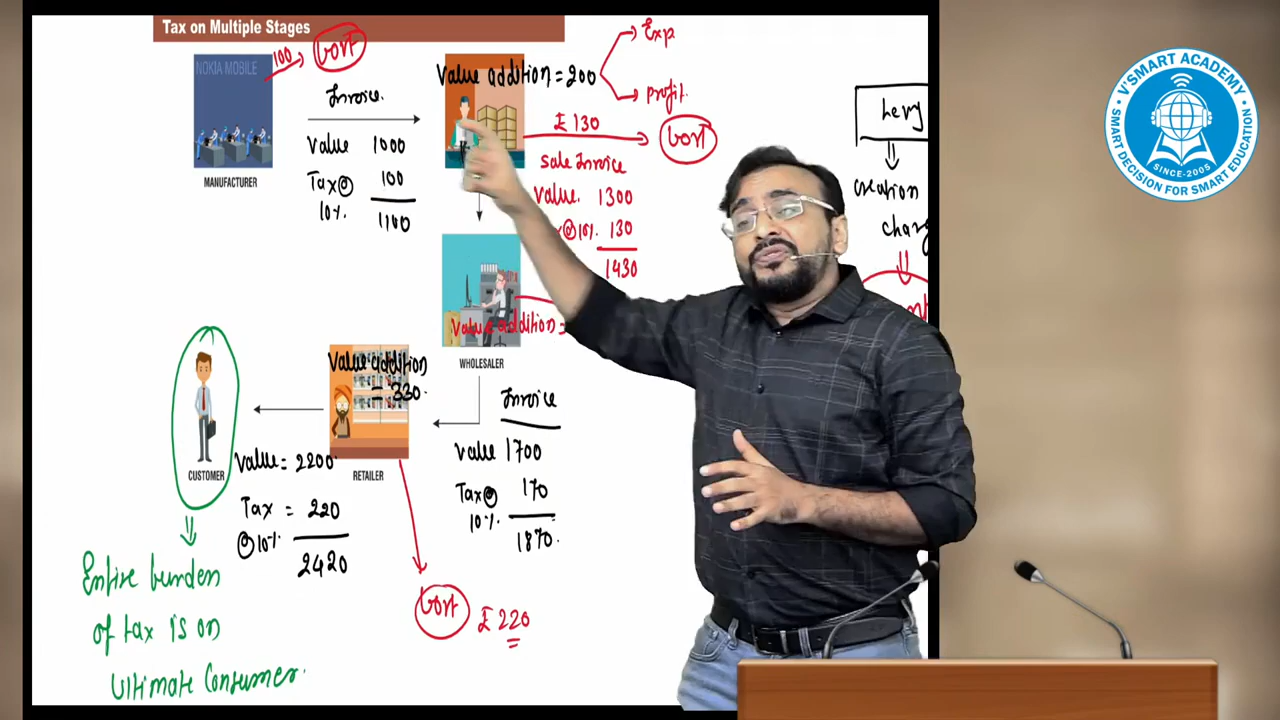 Tax on Multiple Stages
NOKIA MOBILE
MANUFACTURER
100
Govt
Invoice
Value 1000
Tax@ 100
10%.
1100
Value addition = 200
Exp
Profit.
₤ 130
Govt
Sale Invoice
Value. 1300
@10%. 130
1430
Levy
creation
V'SMART ACADEMY
SMART DECISION FOR SMART EDUCATION
SINCE-2005
Value addition =
WHOLESALER
Value addition
= 330.
RETAILER
Invoice
Value 1700
Tax@ 170
10%.
1870.
CUSTOMER
Value = 2200
Tax = 220
@10%.
2420
Govt ₤ 220
Entire burden
of tax is on
Ultimate Consumer.